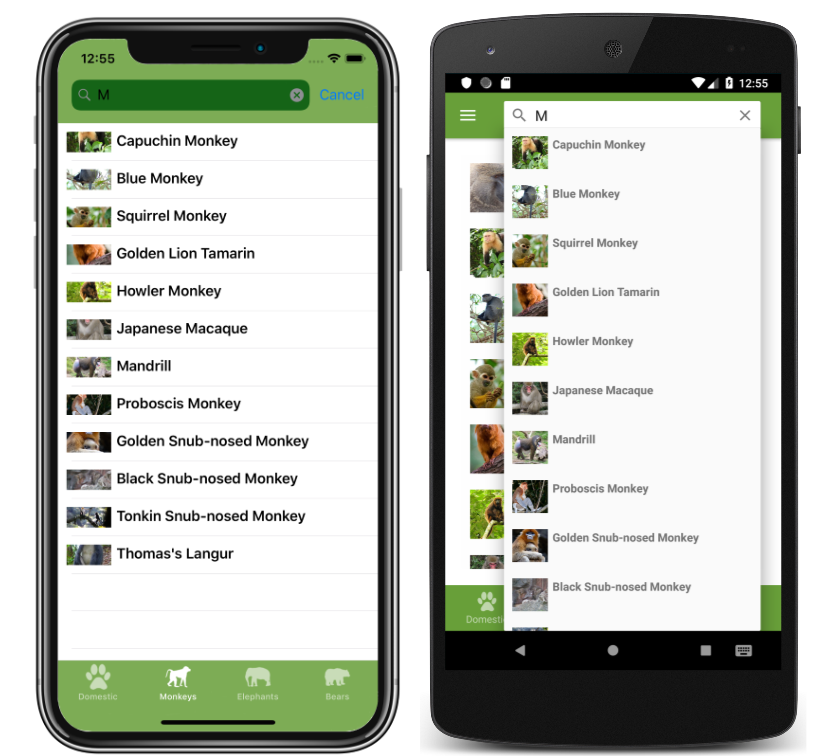 12:55
M
Cancel
Capuchin Monkey
Blue Monkey
Squirrel Monkey
Golden Lion Tamarin
Howler Monkey
Japanese Macaque
Mandrill
Proboscis Monkey
Golden Snub-nosed Monkey
Black Snub-nosed Monkey
Tonkin Snub-nosed Monkey
Thomas's Langur
Domestic
Monkeys
Elephants
Bears
12:55
M
Capuchin Monkey
Blue Monkey
Squirrel Monkey
Golden Lion Tamarin
Howler Monkey
Japanese Macaque
Mandrill
Proboscis Monkey
Golden Snub-nosed Monkey
Black Snub-nosed Monkey
Domesti